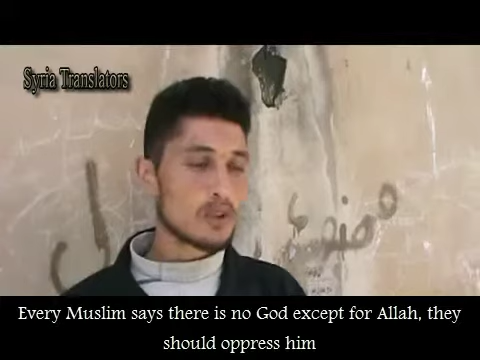 Syria Translators
Every Muslim says there is no God except for Allah, they
should oppress him